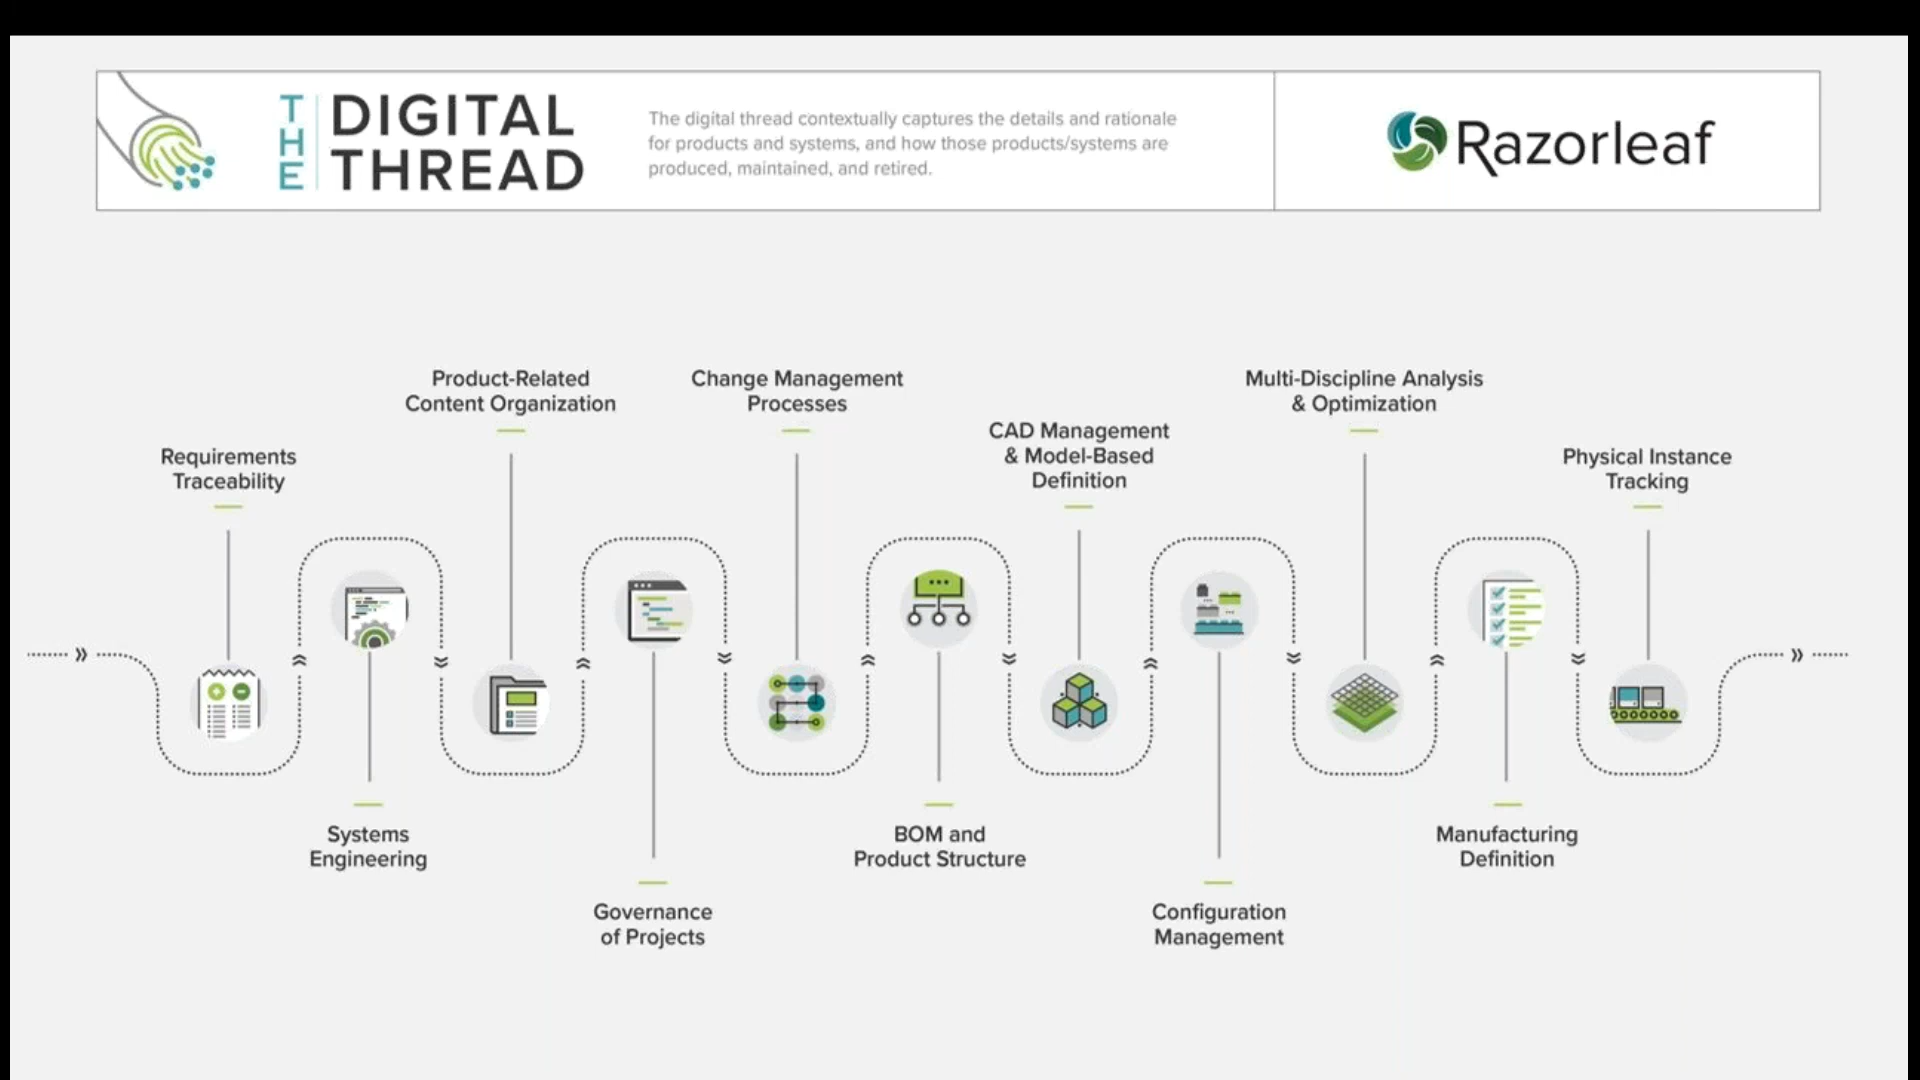 THE
DIGITAL
THREAD
The digital thread contextually captures the details and rationale
for products and systems, and how those products/systems are
produced, maintained, and retired.
Razorleaf
Requirements
Traceability
Systems
Engineering
Product-Related
Content Organization
Governance
of Projects
Change Management
Processes
BOM and
Product Structure
CAD Management
& Model-Based
Definition
Configuration
Management
Multi-Discipline Analysis
& Optimization
Manufacturing
Definition
Physical Instance
Tracking